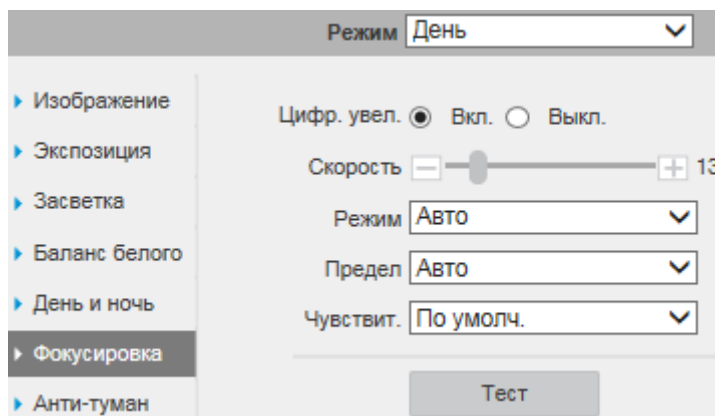 Режим День
Изображение
Цифр. увел. Вкл. Выкл.
Экспозиция
Скорость 13
Засветка
Режим Авто
Баланс белого
Предел Авто
День и ночь
Чувствит. По умолч.
Фокусировка
Тест
Анти-туман